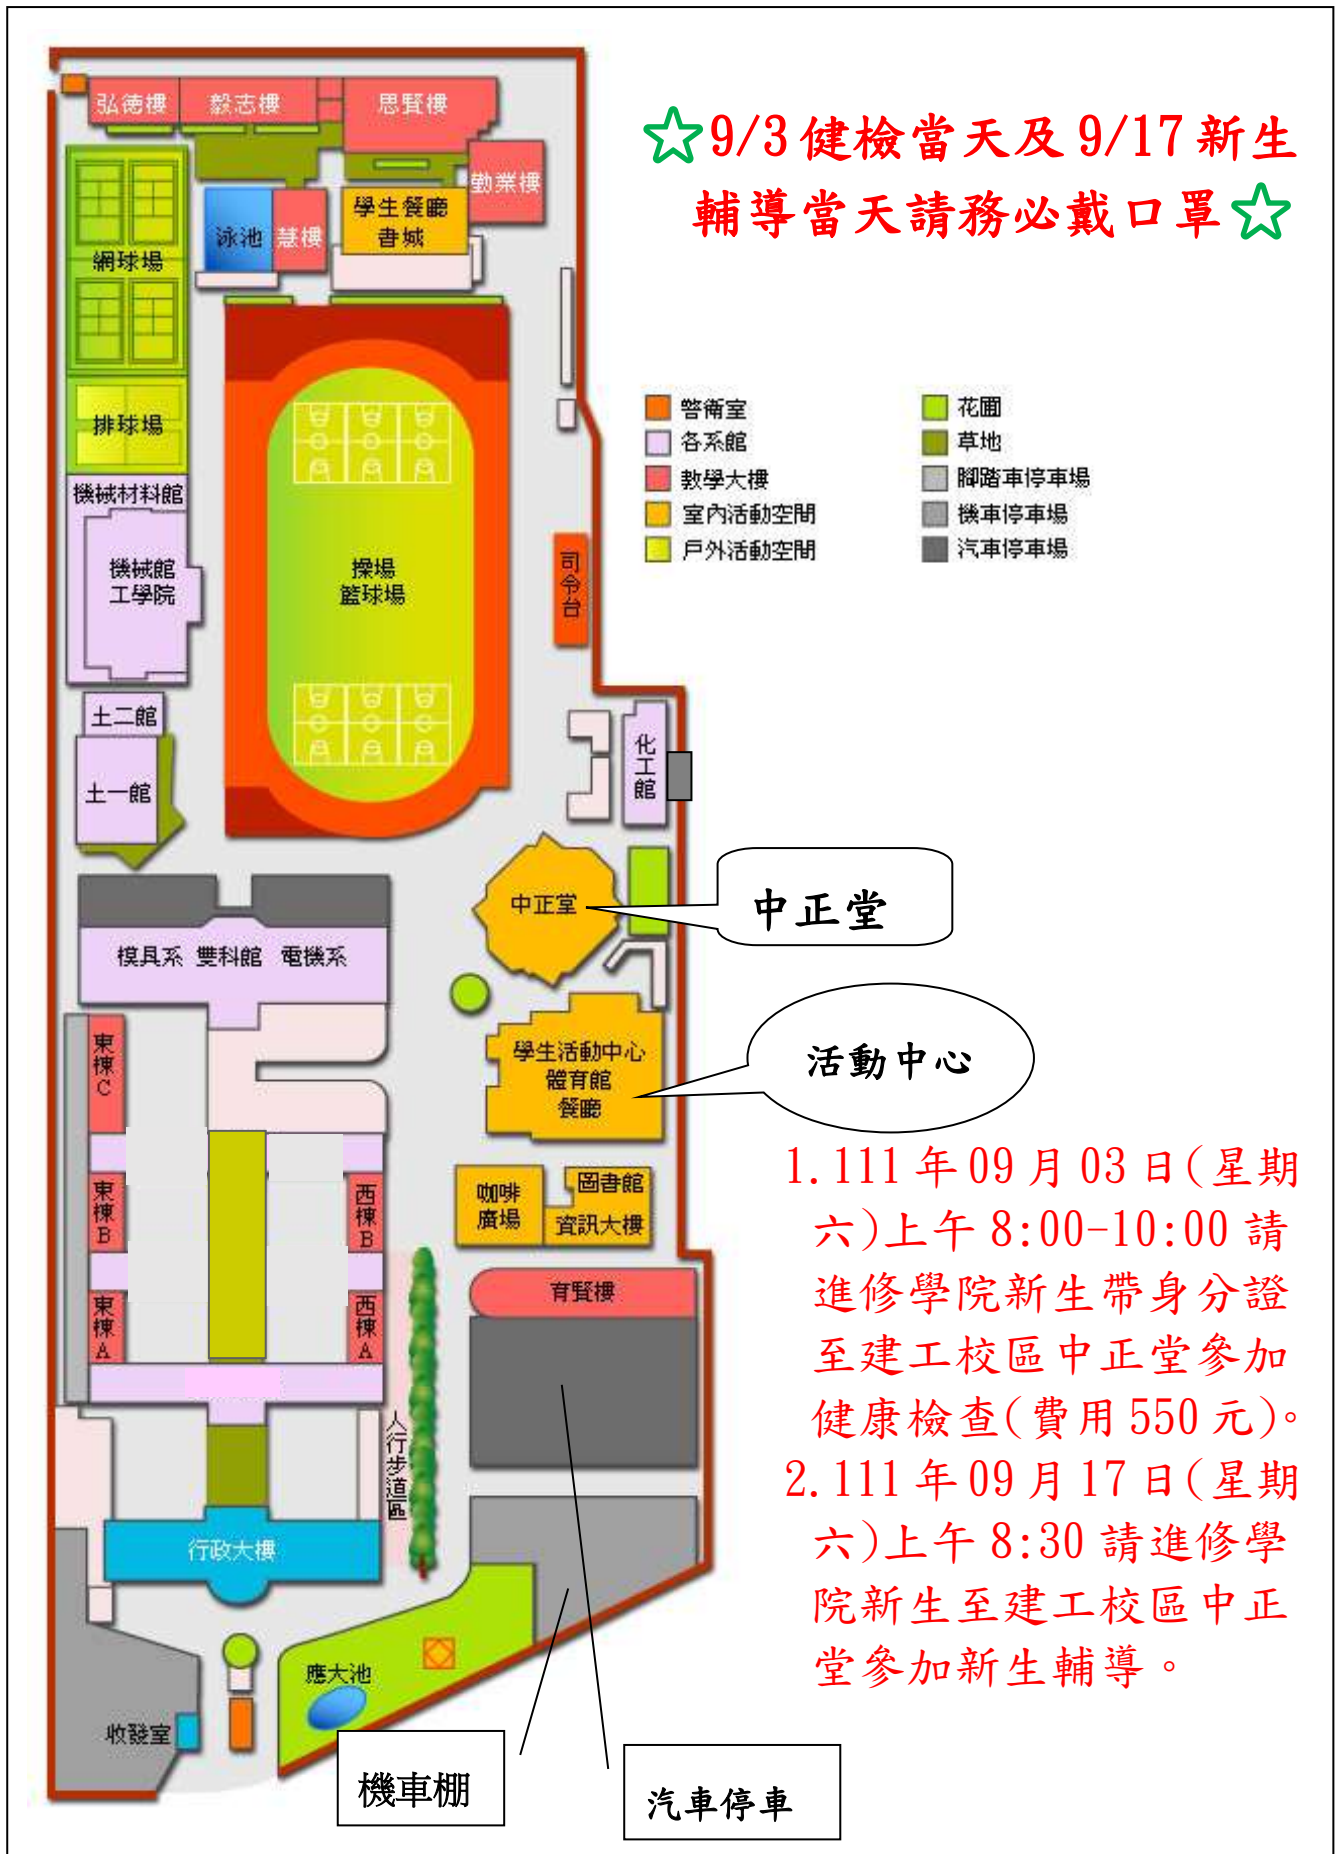 ☆9/3健檢當天及9/17新生
輔導當天請務必戴口罩☆
弘德樓
毅志樓
思賢樓
勤業樓
泳池
慧樓
學生餐廳
書城
網球場
排球場
機械材料館
機械館
工學院
操場
籃球場
司令台
警衛室
各系館
教學大樓
室內活動空間
戶外活動空間
花圃
草地
腳踏車停車場
機車停車場
汽車停車場
土二館
土一館
化工館
中正堂
中正堂
模具系 雙科館 電機系
學生活動中心
體育館
餐廳
活動中心
東棟C
東棟B
東棟A
西棟B
西棟A
咖啡
廣場
圖書館
資訊大樓
育賢樓
人行步道區
行政大樓
應大池
收發室
機車棚
汽車停車
1.111年09月03日(星期
六)上午8:00-10:00請
進修學院新生帶身分證
至建工校區中正堂參加
健康檢查(費用550元)。
2.111年09月17日(星期
六)上午8:30請進修學
院新生至建工校區中正
堂參加新生輔導。